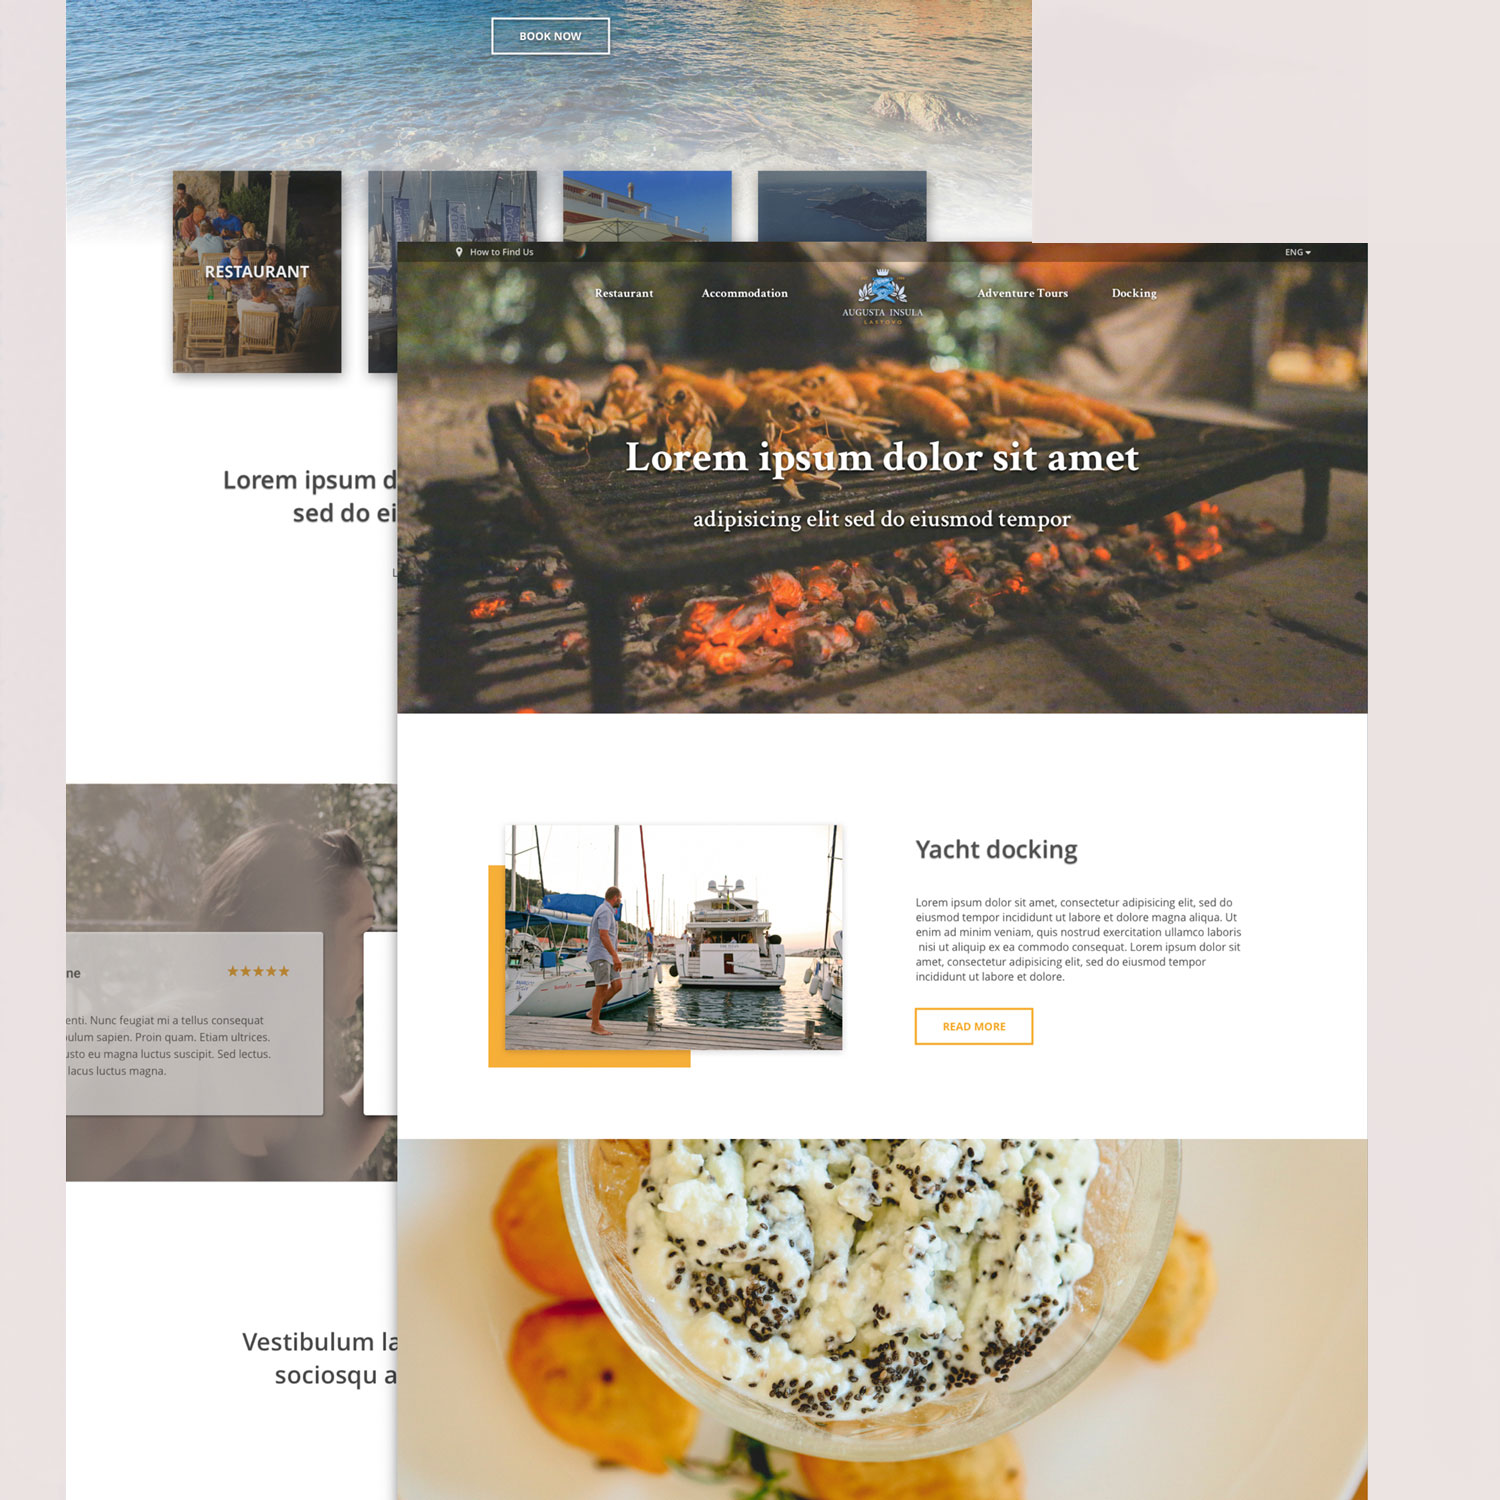 BOOK NOW
RESTAURANT
Lorem ipsum d
sed do ei
L
ne
enti. Nunc feugiat mi a tellus consequat
ulum sapien. Proin quam. Etiam ultrices.
usto eu magna luctus suscipit. Sed lectus.
lacus luctus magna.
Vestibulum la
sociosqu a
How to Find Us
ENG
Restaurant
Accommodation
AUGUSTA INSULA
LASTOVO
Adventure Tours
Docking
Lorem ipsum dolor sit amet
adipisicing elit sed do eiusmod tempor
Yacht docking
Lorem ipsum dolor sit amet, consectetur adipisicing elit, sed do
eiusmod tempor incididunt ut labore et dolore magna aliqua. Ut
enim ad minim veniam, quis nostrud exercitation ullamco laboris
nisi ut aliquip ex ea commodo consequat. Lorem ipsum dolor sit
amet, consectetur adipisicing elit, sed do eiusmod tempor
incididunt ut labore et dolore.
READ MORE